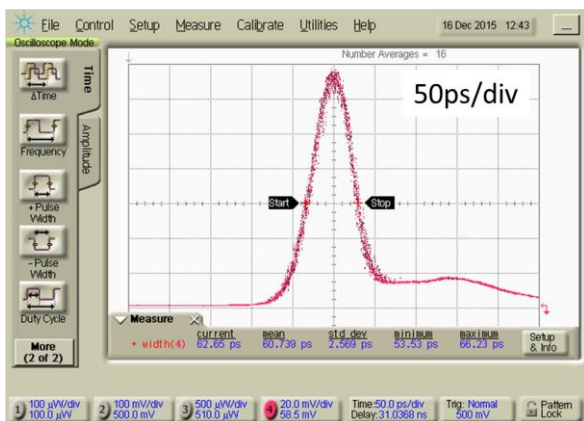 File Control Setup Measure Calibrate Utilities Help 16 Dec 2015 12:43
Oscilloscope Mode
Number Averages = 16
50ps/div
Time
Amplitude
ΔTime
Frequency
+ Pulse
Width
- Pulse
Width
Duty Cycle
More
(2 of 2)
Start Stop
Measure
current mean std dev minimum maximum
+ width(4) 62.65 ps 60.739 ps 2.569 ps 53.53 ps 66.23 ps
Setup
& Info
1 100 µW/div 2 100 mV/div 3 500 µW/div 4 20.0 mV/div Time:50.0 ps/div Trig: Normal Pattern
100.0 µW 500.0 mV 510.0 µW 58.5 mV Delay:31.0368 ns 500 mV Lock